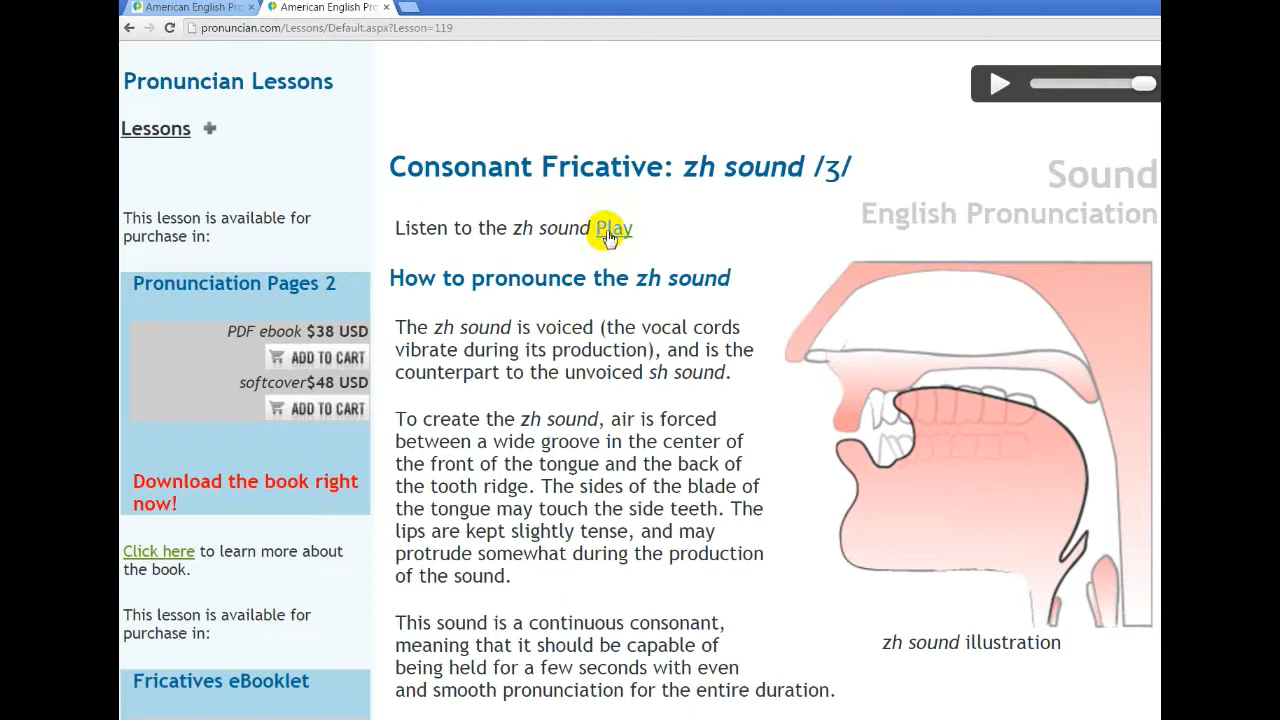 American English Pro
American English Pro
pronuncian.com/Lessons/Default.aspx?Lesson=119
Pronuncian Lessons
Lessons
This lesson is available for
purchase in:
Pronunciation Pages 2
PDF ebook $38 USD
ADD TO CART
softcover$48 USD
ADD TO CART
Download the book right
now!
Click here to learn more about
the book.
This lesson is available for
purchase in:
Fricatives eBooklet
Sound
English Pronunciation
Consonant Fricative: zh sound /ʒ/
Listen to the zh sound Play
How to pronounce the zh sound
The zh sound is voiced (the vocal cords
vibrate during its production), and is the
counterpart to the unvoiced sh sound.
To create the zh sound, air is forced
between a wide groove in the center of
the front of the tongue and the back of
the tooth ridge. The sides of the blade of
the tongue may touch the side teeth. The
lips are kept slightly tense, and may
protrude somewhat during the production
of the sound.
This sound is a continuous consonant,
meaning that it should be capable of
being held for a few seconds with even
and smooth pronunciation for the entire duration.
zh sound illustration